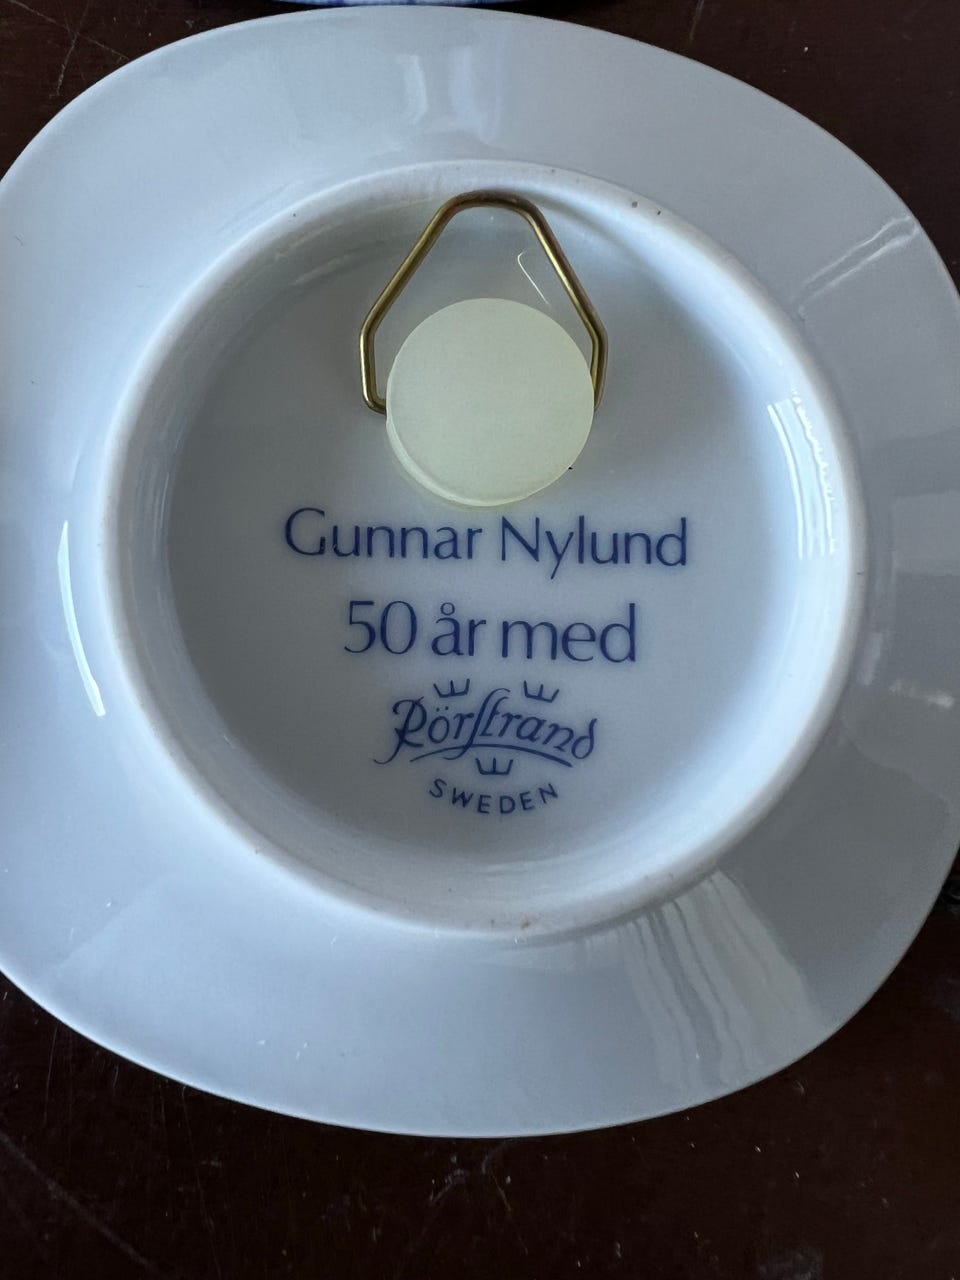 Gunnar Nylund
50 år med
Rörstrand
SWEDEN